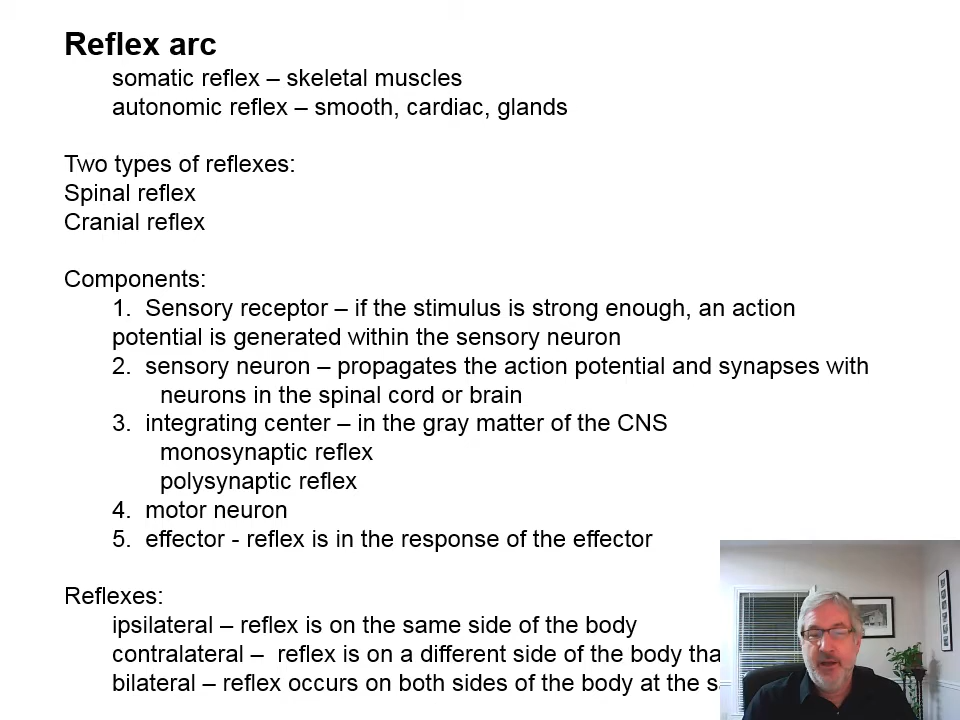 Reflex arc
somatic reflex – skeletal muscles
autonomic reflex – smooth, cardiac, glands
Two types of reflexes:
Spinal reflex
Cranial reflex
Components:
1. Sensory receptor – if the stimulus is strong enough, an action
potential is generated within the sensory neuron
2. sensory neuron – propagates the action potential and synapses with
neurons in the spinal cord or brain
3. integrating center – in the gray matter of the CNS
monosynaptic reflex
polysynaptic reflex
4. motor neuron
5. effector - reflex is in the response of the effector
Reflexes:
ipsilateral – reflex is on the same side of the body
contralateral – reflex is on a different side of the body
bilateral – reflex occurs on both sides of the body at the